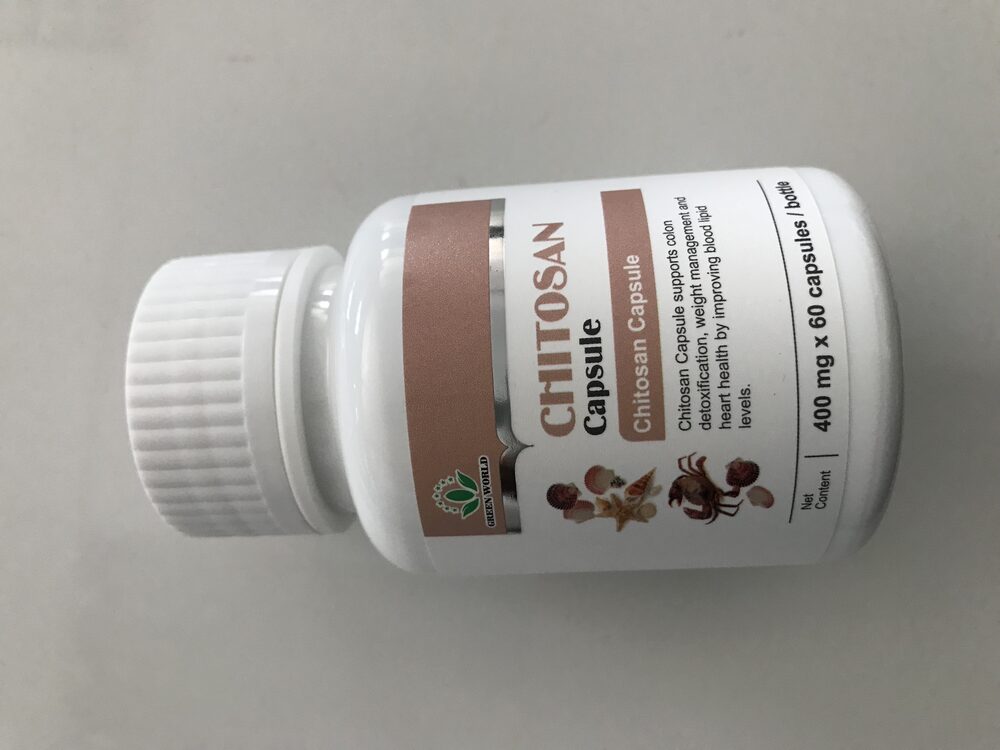 GREEN WORLD
CHITOSAN
Capsule
Chitosan Capsule
Chitosan Capsule supports colon
detoxification, weight management and
heart health by improving blood lipid
levels.
Net
Content
400 mg x 60 capsules / bottle